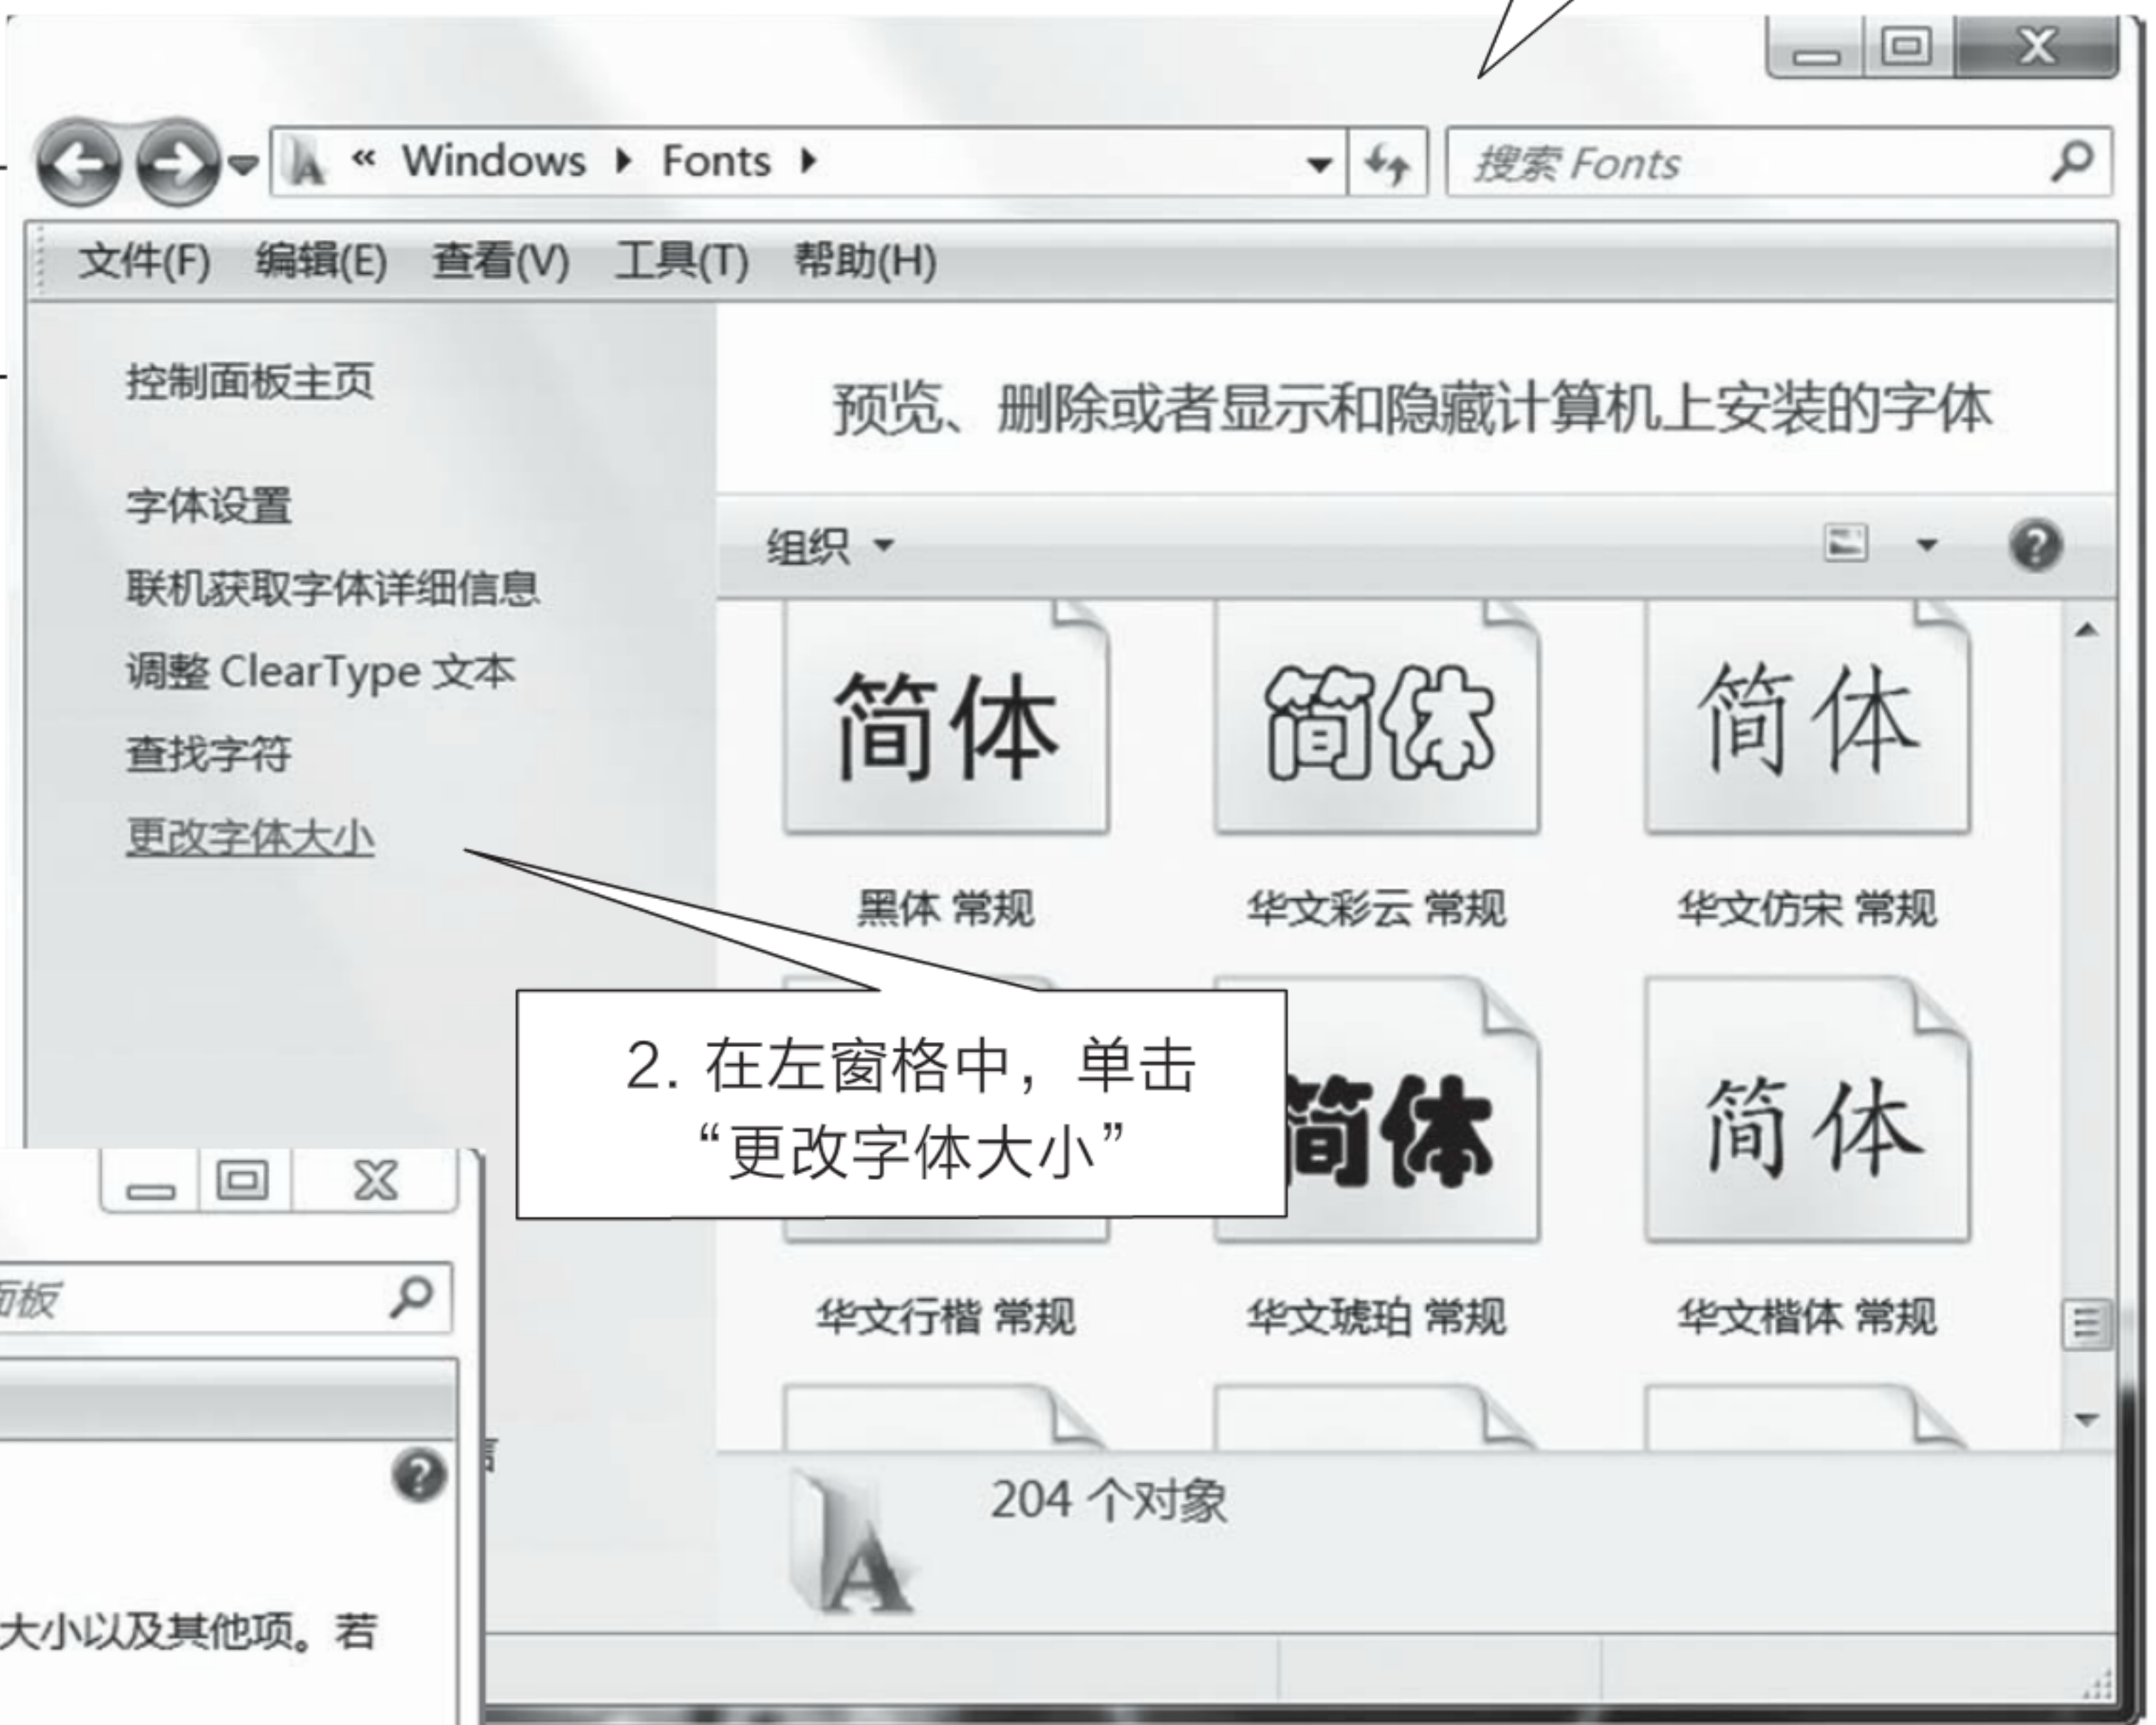 « Windows ▸ Fonts ▸
搜索 Fonts
文件(F) 编辑(E) 查看(V) 工具(T) 帮助(H)
控制面板主页
字体设置
联机获取字体详细信息
调整 ClearType 文本
查找字符
更改字体大小
预览、删除或者显示和隐藏计算机上安装的字体
组织
简体 简体 简体
黑体 常规 华文彩云 常规 华文仿宋 常规
2. 在左窗格中，单击
“更改字体大小”
简体 简体
华文行楷 常规 华文琥珀 常规 华文楷体 常规
204 个对象
面板
大小以及其他项。若